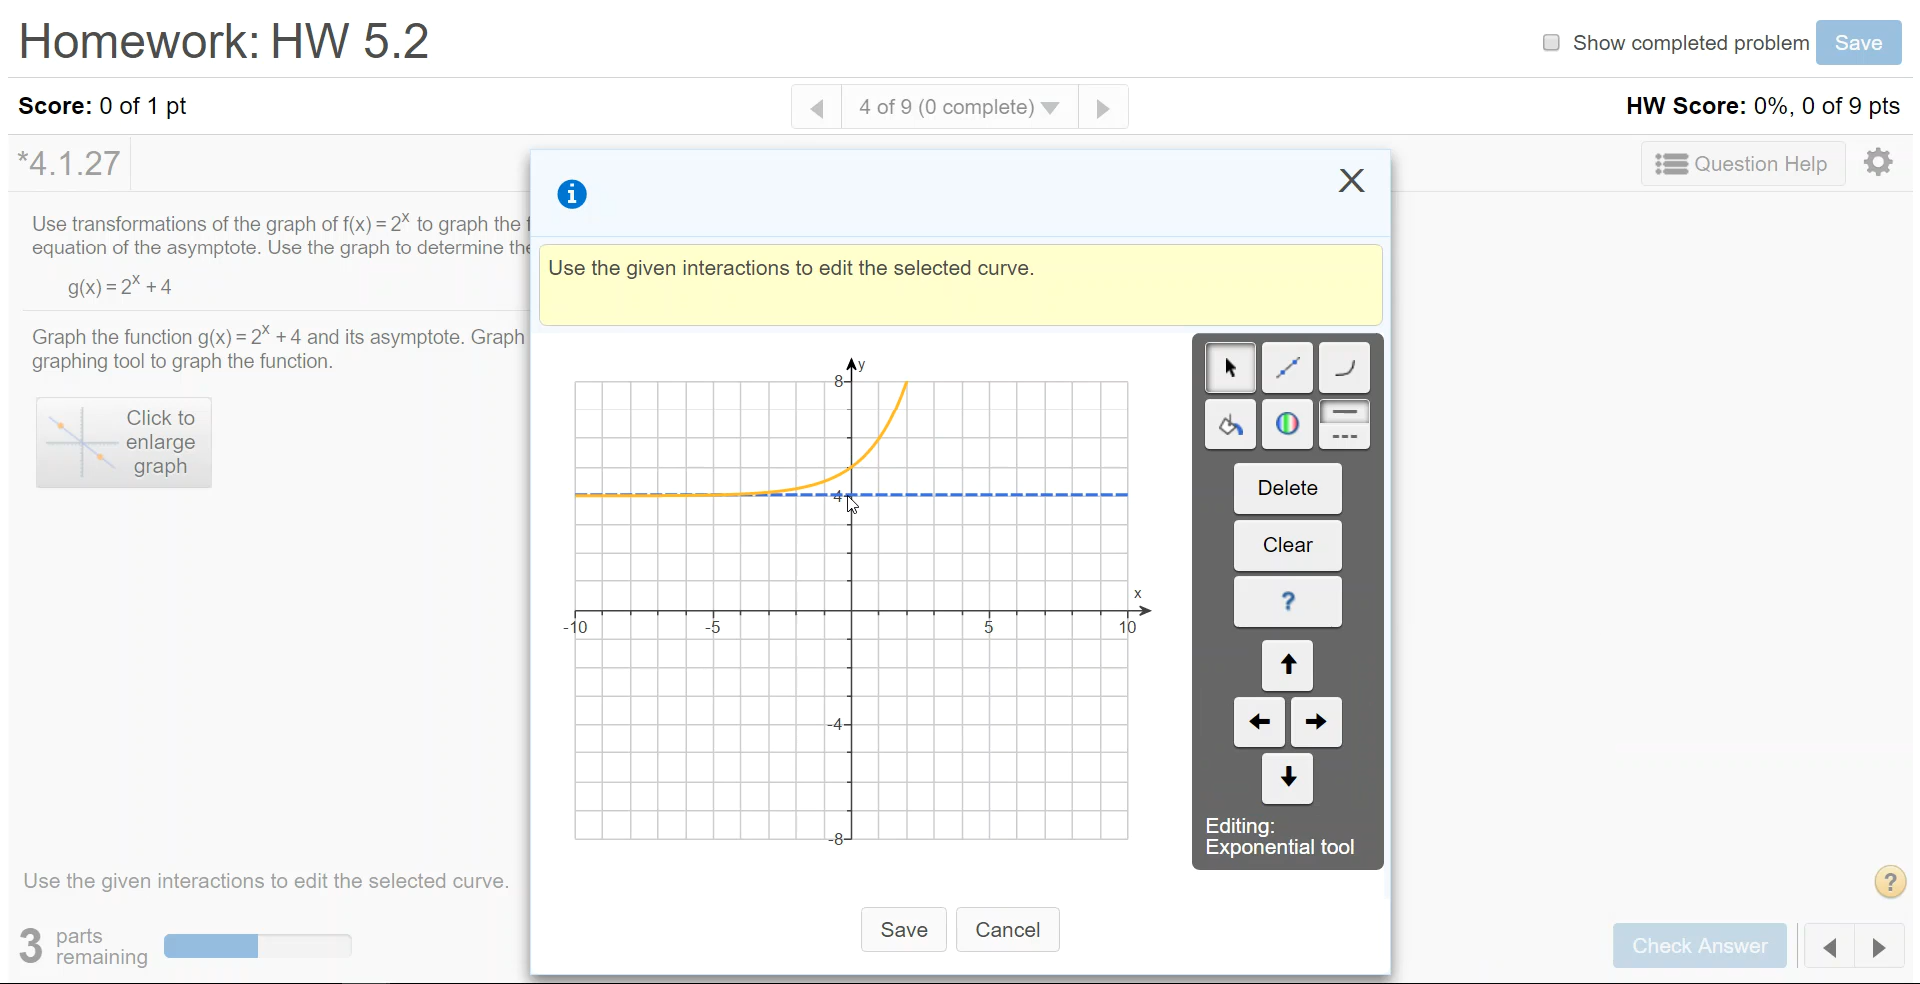 Homework: HW 5.2
Show completed problem
Save
Score: 0 of 1 pt
4 of 9 (0 complete)
HW Score: 0%, 0 of 9 pts
*4.1.27
Question Help
Use transformations of the graph of f(x) = 2^x to graph the f
equation of the asymptote. Use the graph to determine the
g(x) = 2^x + 4
Graph the function g(x) = 2^x + 4 and its asymptote. Graph
graphing tool to graph the function.
Click to
enlarge
graph
Use the given interactions to edit the selected curve.
3 parts
remaining
i
X
Use the given interactions to edit the selected curve.
y
8
4
x
-10
-5
5
10
-4
-8
Delete
Clear
?
Editing:
Exponential tool
Save
Cancel
?
Check Answer